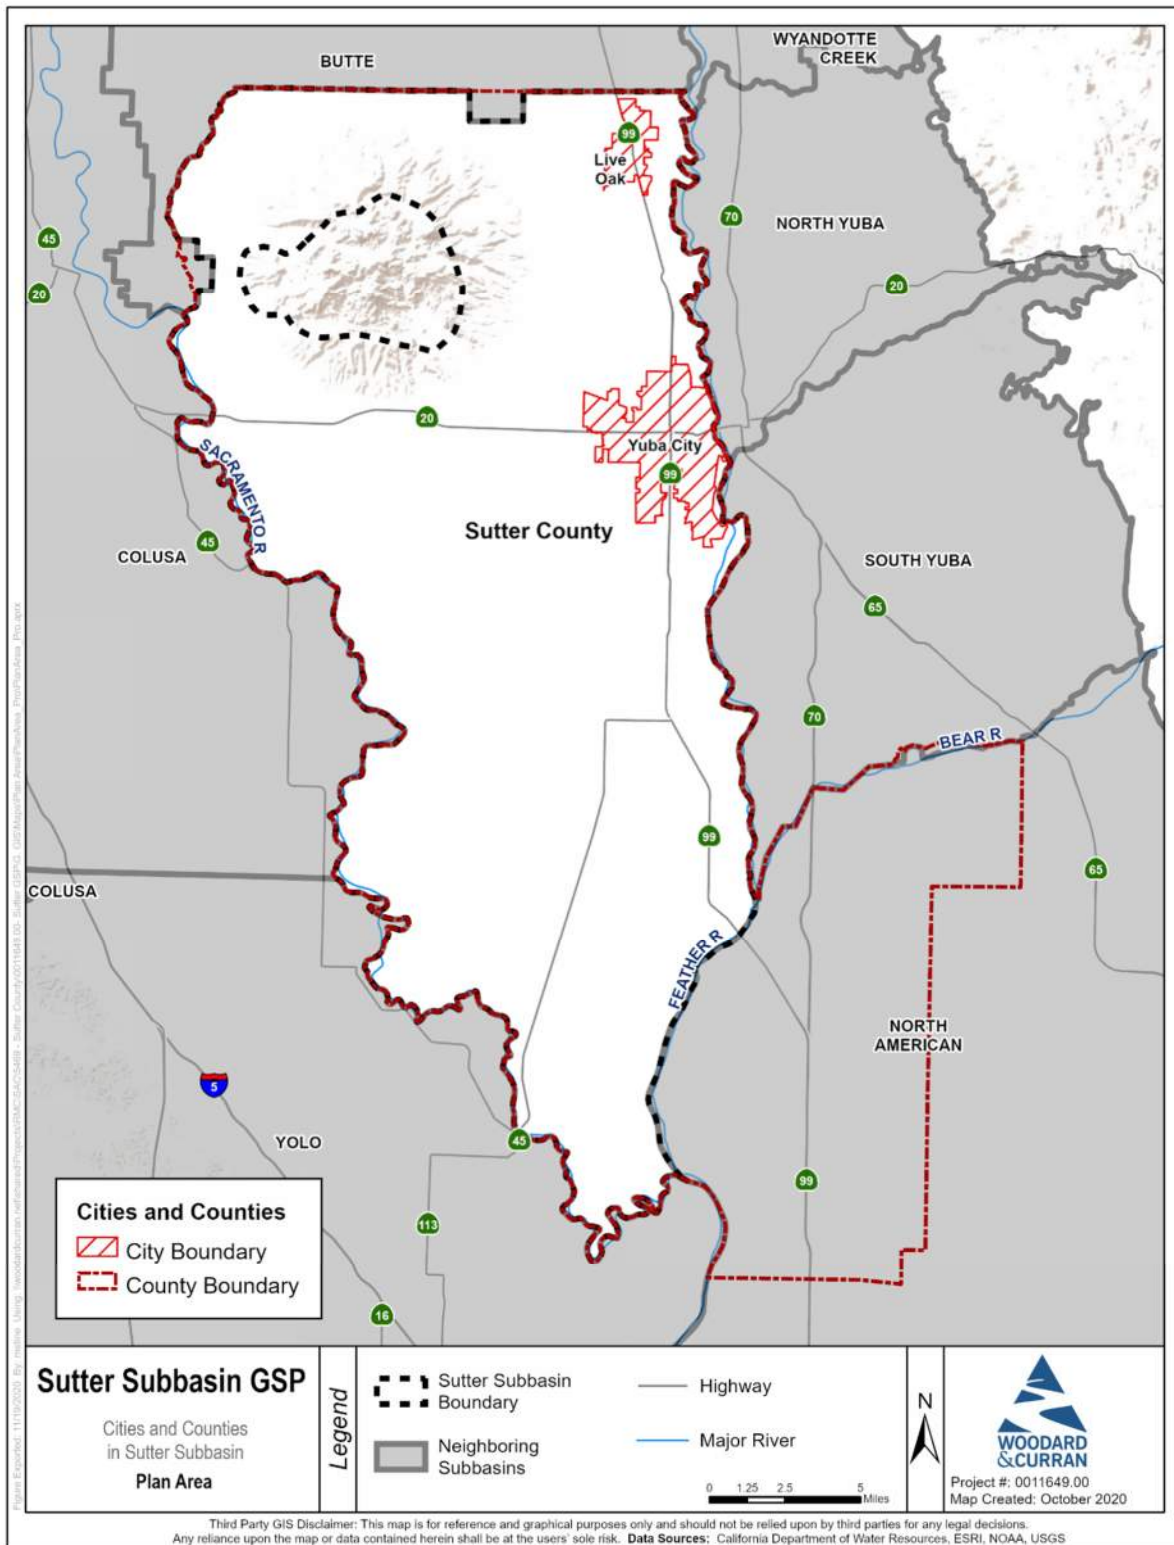 BUTTE
WYANDOTTE
CREEK
99
Live
Oak
45
70
NORTH YUBA
20
20
20
Yuba City
99
SACRAMENTO R
Sutter County
45
COLUSA
SOUTH YUBA
65
70
BEAR R
99
65
COLUSA
FEATHER R
NORTH
AMERICAN
5
YOLO
45
99
113
16
Cities and Counties
City Boundary
County Boundary
Sutter Subbasin GSP
Cities and Counties
in Sutter Subbasin
Plan Area
Legend
Sutter Subbasin
Boundary
Neighboring
Subbasins
Highway
Major River
0 1.25 2.5 5
Miles
N
WOODARD
&CURRAN
Project #: 0011649.00
Map Created: October 2020
Third Party GIS Disclaimer: This map is for reference and graphical purposes only and should not be relied upon by third parties for any legal decisions.
Any reliance upon the map or data contained herein shall be at the users' sole risk. Data Sources: California Department of Water Resources, ESRI, NOAA, USGS